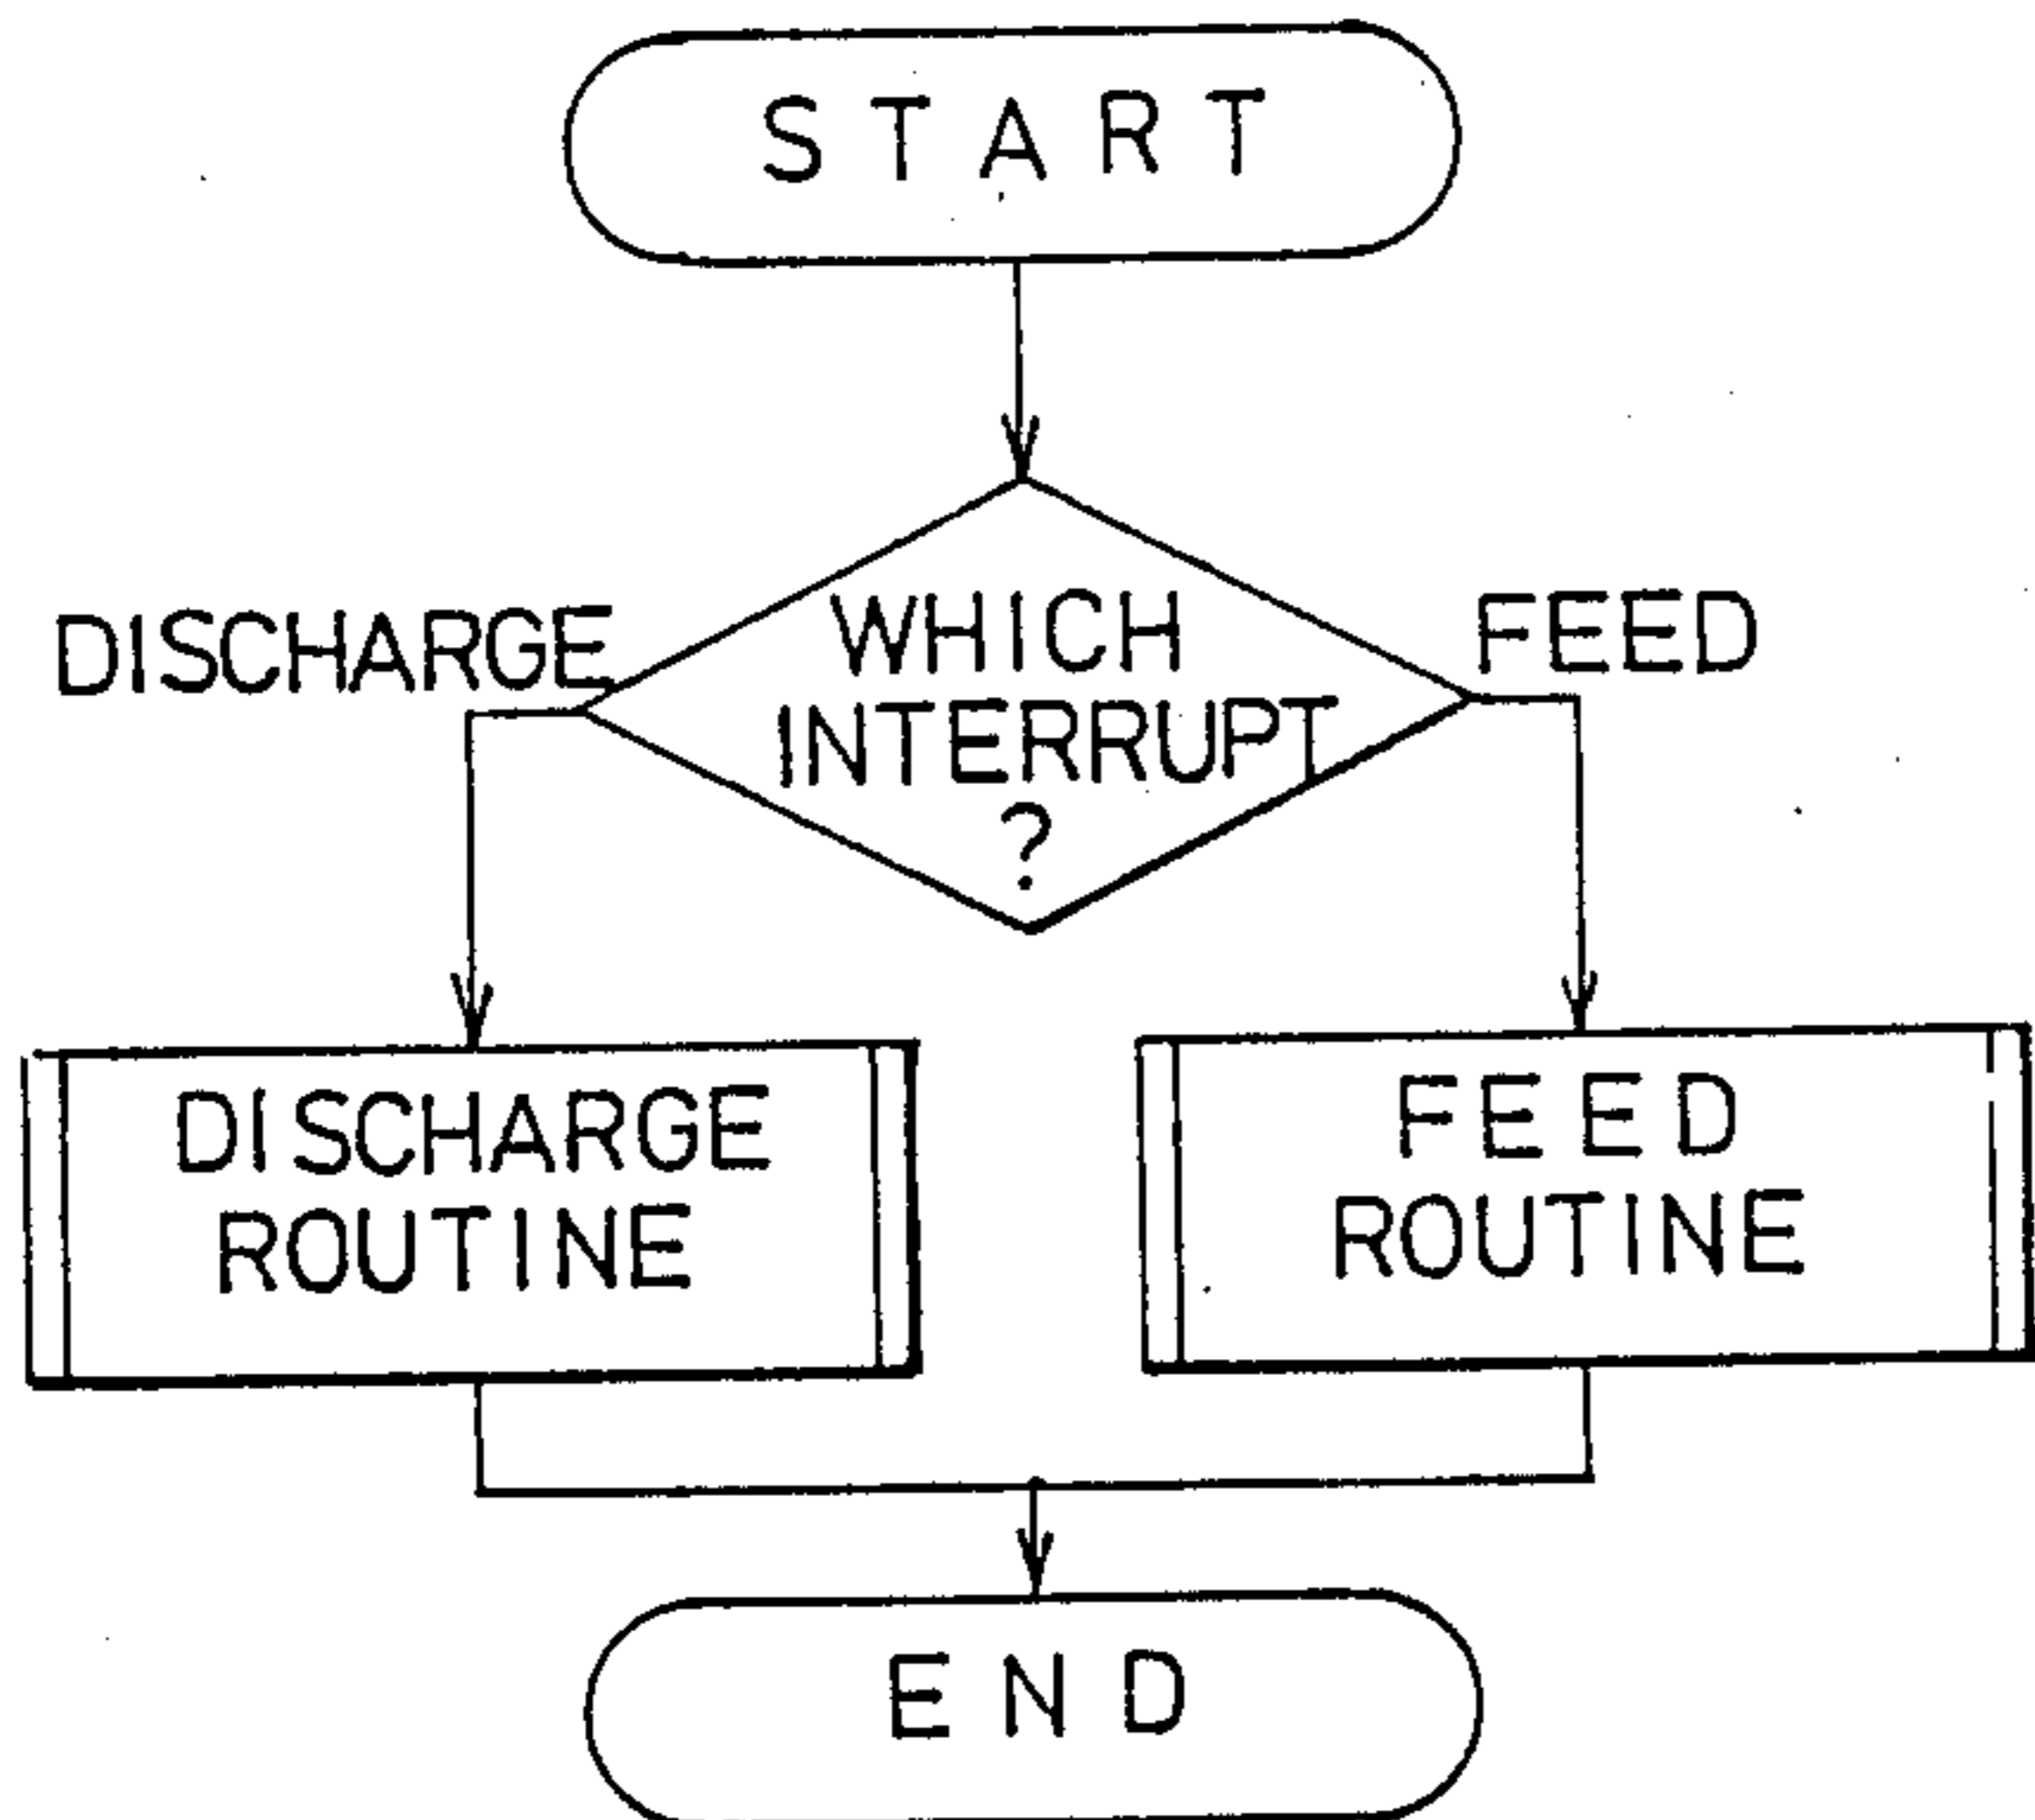 START
WHICH
INTERRUPT
?
DISCHARGE
FEED
DISCHARGE
ROUTINE
FEED
ROUTINE
END